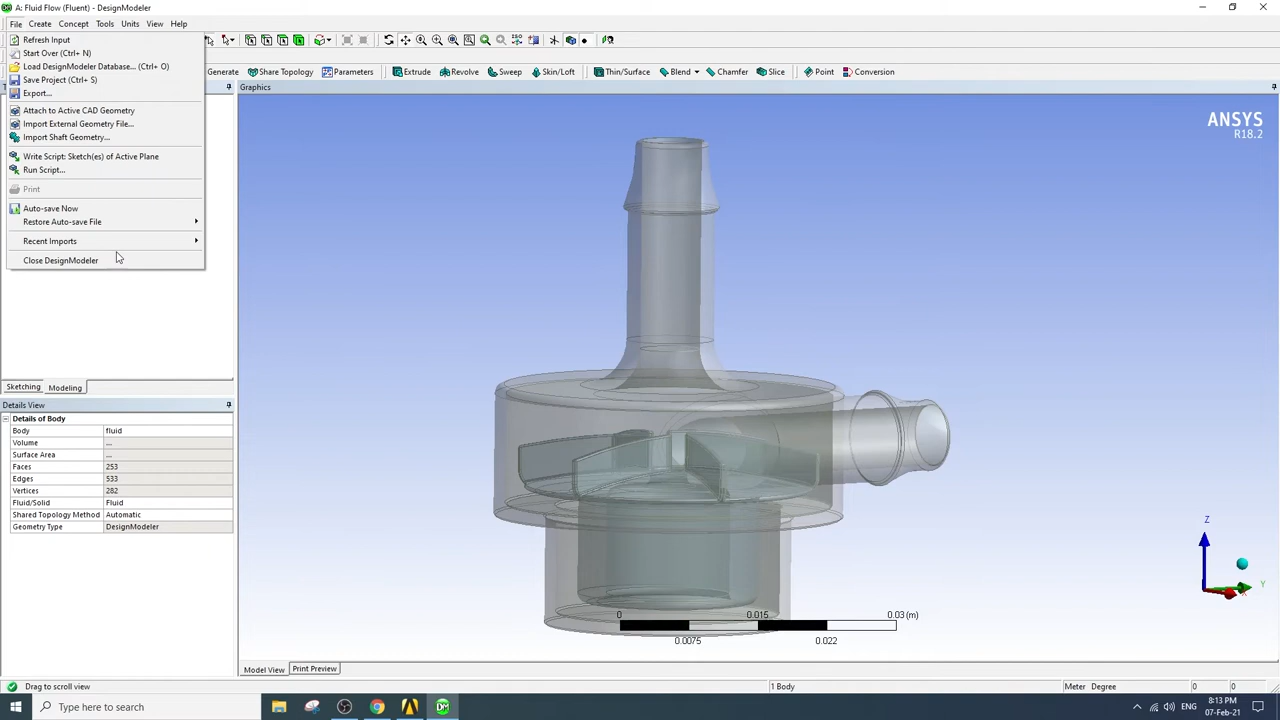 A: Fluid Flow (Fluent) - DesignModeler
File Create Concept Tools Units View Help
Refresh Input
Start Over (Ctrl+ N)
Load DesignModeler Database... (Ctrl+ O)
Save Project (Ctrl+ S)
Export...
Attach to Active CAD Geometry
Import External Geometry File...
Import Shaft Geometry...
Write Script: Sketch(es) of Active Plane
Run Script...
Print
Auto-save Now
Restore Auto-save File
Recent Imports
Close DesignModeler
Generate Share Topology Parameters Extrude Revolve Sweep Skin/Loft Thin/Surface Blend Chamfer Slice Point Conversion
Graphics
ANSYS
R18.2
Sketching Modeling
Details View
Details of Body
Body fluid
Volume ...
Surface Area ...
Faces 253
Edges 533
Vertices 282
Fluid/Solid Fluid
Shared Topology Method Automatic
Geometry Type DesignModeler
Z
Y
0 0.015 0.03 (m)
0.0075 0.022
Model View Print Preview
Drag to scroll view 1 Body Meter Degree 0 0
Type here to search ENG 8:13 PM
07-Feb-21